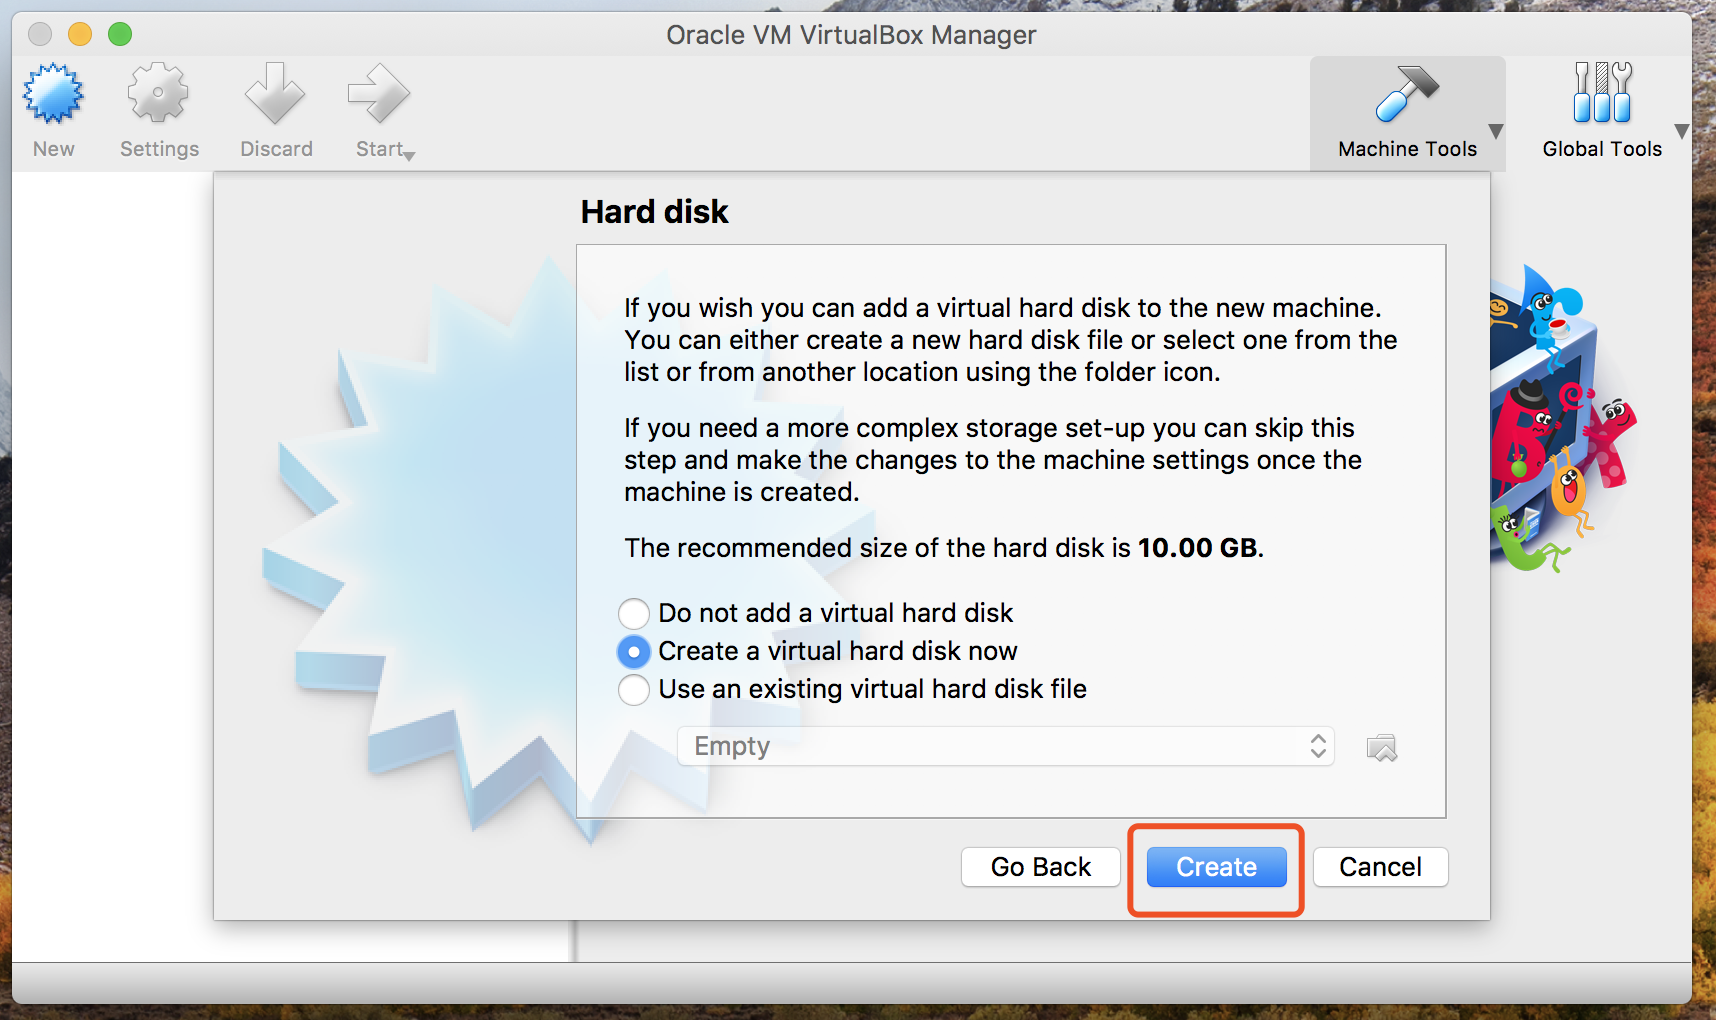 Oracle VM VirtualBox Manager
New
Settings
Discard
Start
Machine Tools
Global Tools
Hard disk
If you wish you can add a virtual hard disk to the new machine.
You can either create a new hard disk file or select one from the
list or from another location using the folder icon.
If you need a more complex storage set-up you can skip this
step and make the changes to the machine settings once the
machine is created.
The recommended size of the hard disk is 10.00 GB.
Do not add a virtual hard disk
Create a virtual hard disk now
Use an existing virtual hard disk file
Empty
Go Back
Create
Cancel